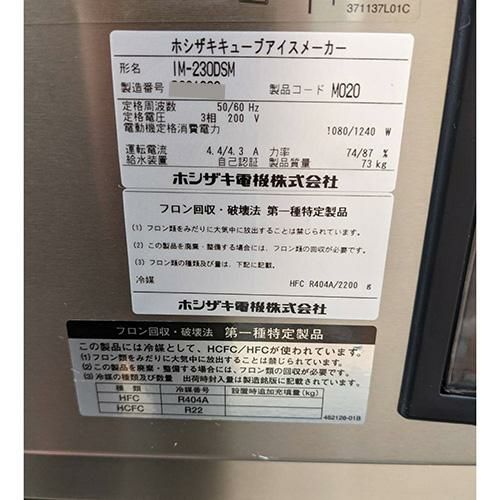 371137L01C
ホシザキキューブアイスメーカー
形名 IM-230DSM
製造番号 製品コード M020
定格周波数 50/60 Hz
定格電圧 3相 200 V
電動機定格消費電力 1080/1240 W
運転電流 4.4/4.3 A 力率 74/87 %
給水装置 自己認証 製品質量 73 kg
ホシザキ電機株式会社
フロン回収・破壊法 第一種特定製品
(1) フロン類をみだりに大気中に放出することは禁じられています。
(2) この製品を廃棄・整備する場合には、フロン類の回収が必要です。
(3) フロン類の種類及び量は、下記に記載。
冷媒 HFC R404A/2200 g
ホシザキ電機株式会社
フロン回収・破壊法 第一種特定製品
この製品には冷媒として、HCFC/HFCが使われています。
(1)フロン類をみだりに大気中に放出することは禁じられています。
(2)この製品を廃棄・整備する場合には、フロン類の回収が必要です。
(3)冷媒の種類及び数量 出荷時封入量は製造銘版に記載されています。
種類 冷媒番号 設置時追加充填量(kg)
HFC R404A
HCFC R22
462126-01B